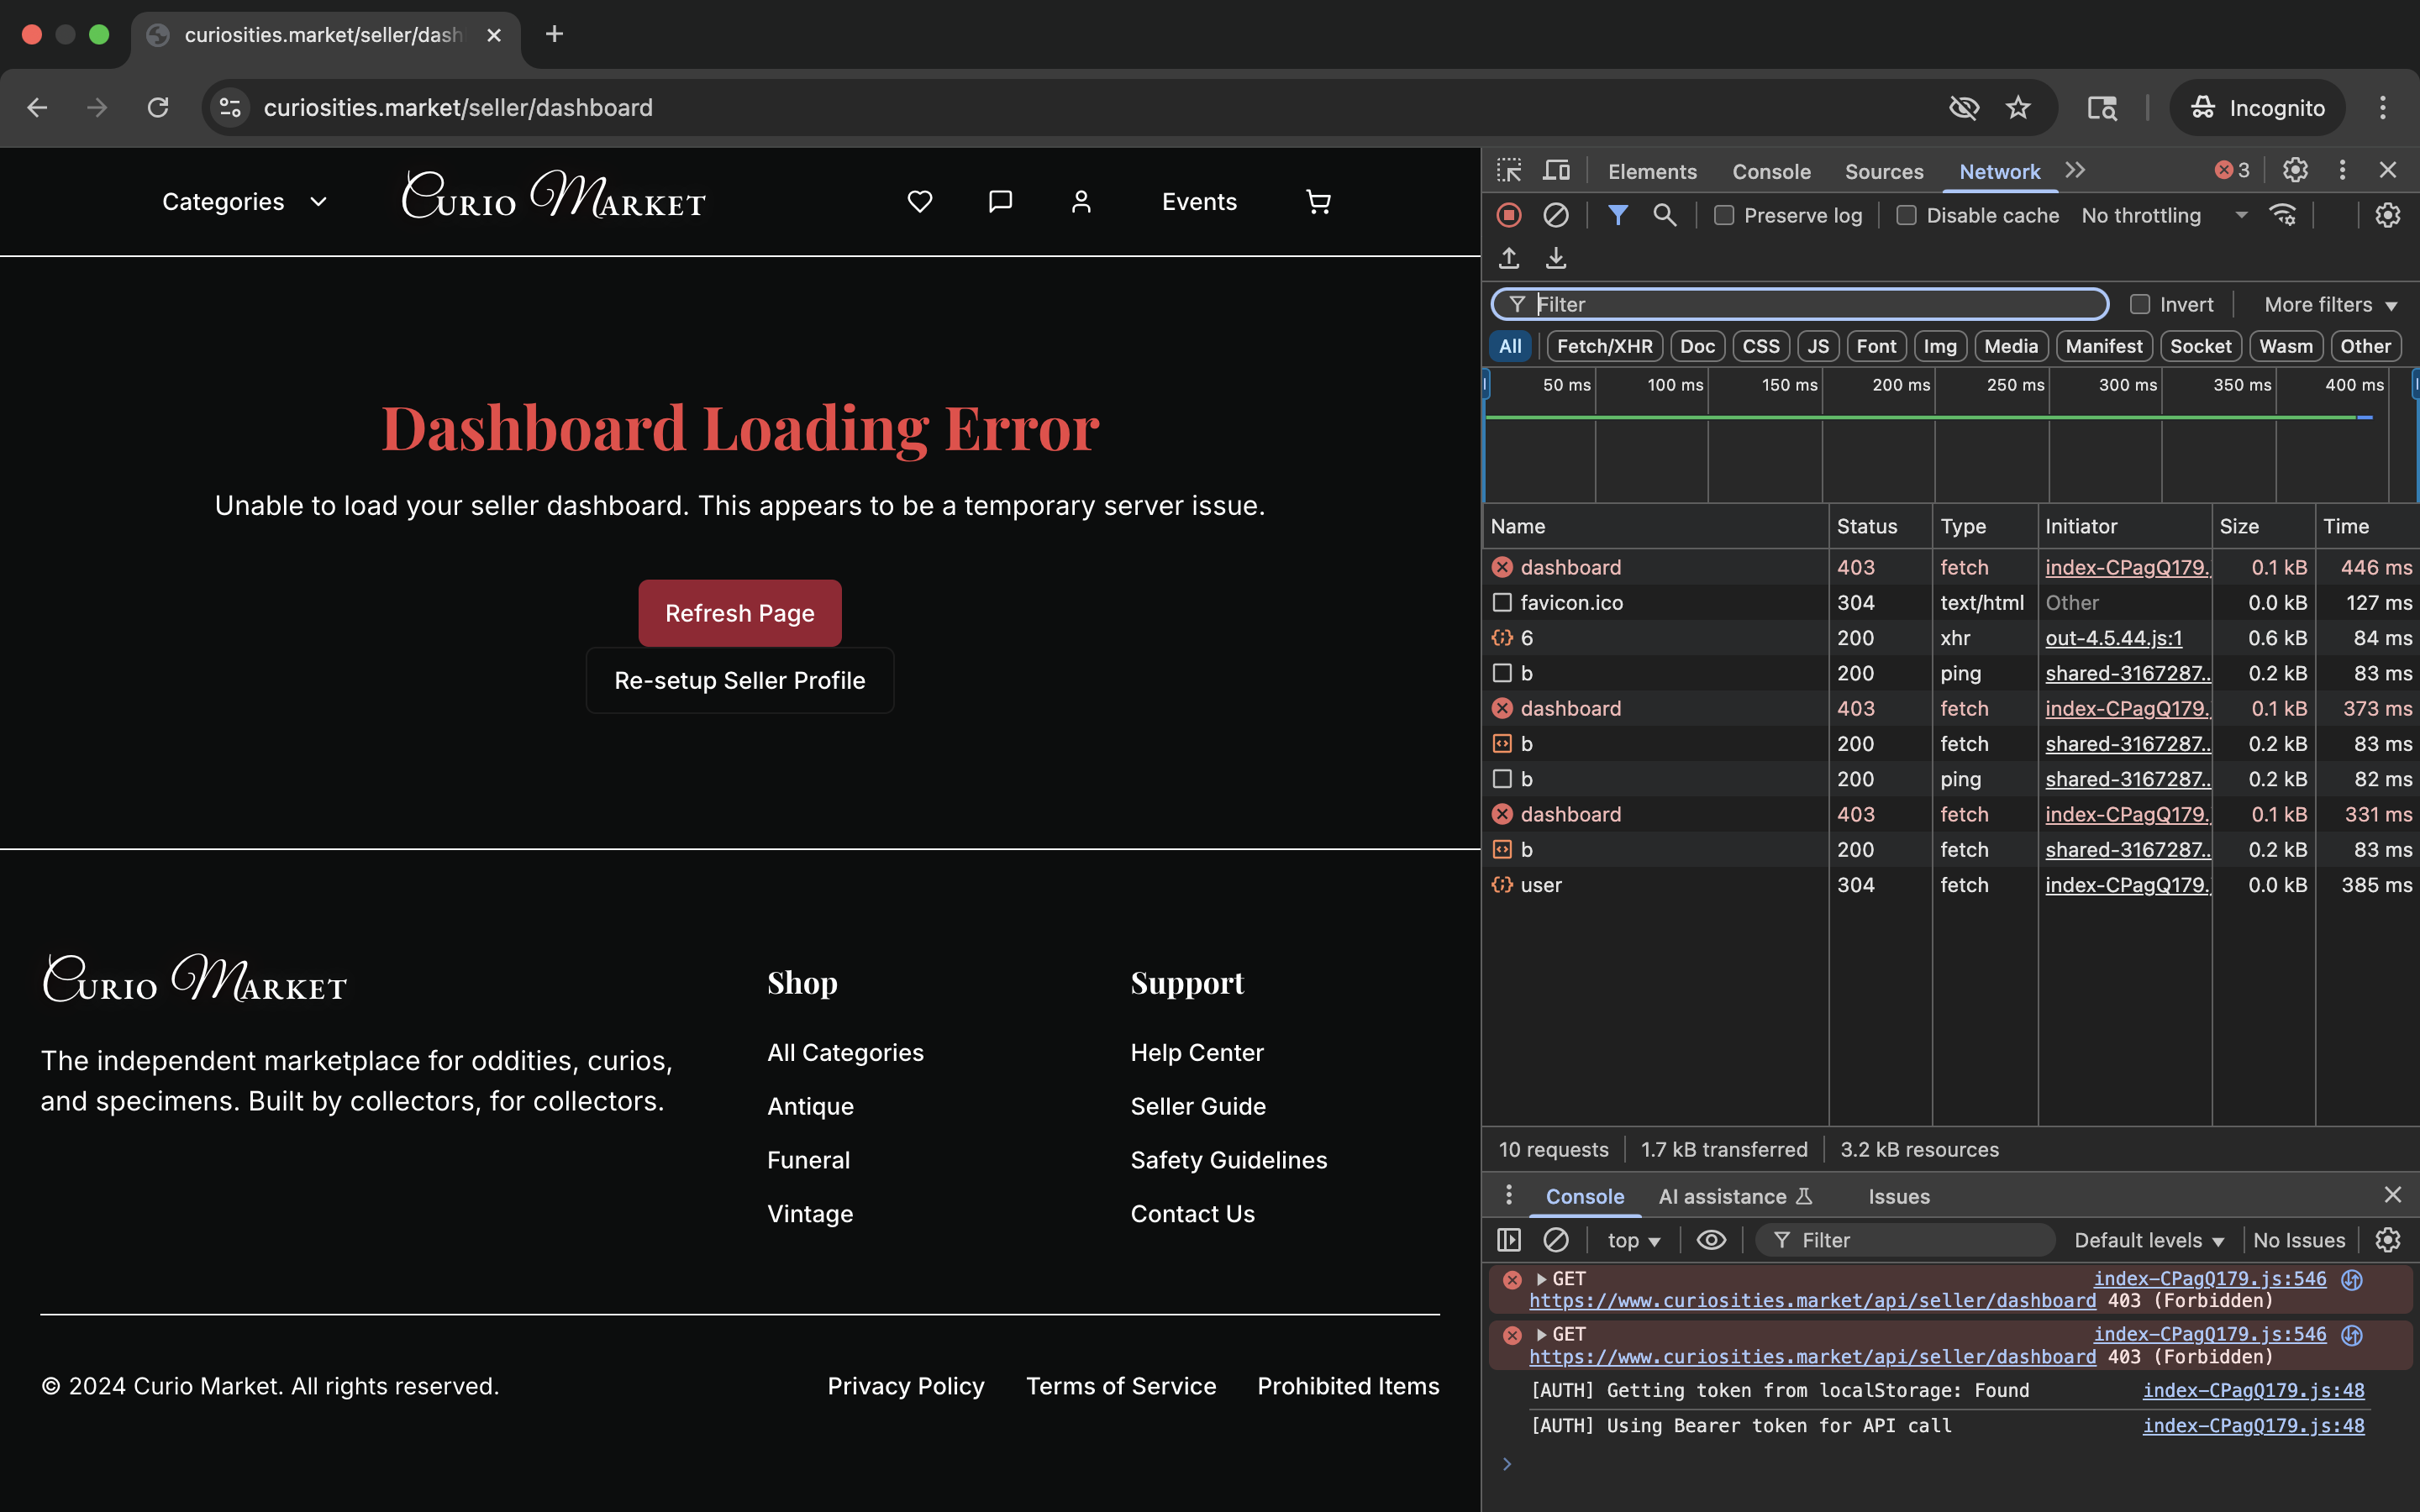 curiosities.market/seller/dash
curiosities.market/seller/dashboard
Incognito
Categories
Curio Market
Events
Dashboard Loading Error
Unable to load your seller dashboard. This appears to be a temporary server issue.
Refresh Page
Re-setup Seller Profile
Curio Market
The independent marketplace for oddities, curios,
and specimens. Built by collectors, for collectors.
Shop
All Categories
Antique
Funeral
Vintage
Support
Help Center
Seller Guide
Safety Guidelines
Contact Us
© 2024 Curio Market. All rights reserved.
Privacy Policy Terms of Service Prohibited Items
Elements Console Sources Network 3
Preserve log Disable cache No throttling
Filter Invert More filters
All Fetch/XHR Doc CSS JS Font Img Media Manifest Socket Wasm Other
50 ms 100 ms 150 ms 200 ms 250 ms 300 ms 350 ms 400 ms
Name Status Type Initiator Size Time
dashboard 403 fetch index-CPagQ179. 0.1 kB 446 ms
favicon.ico 304 text/html Other 0.0 kB 127 ms
6 200 xhr out-4.5.44.js:1 0.6 kB 84 ms
b 200 ping shared-3167287.. 0.2 kB 83 ms
dashboard 403 fetch index-CPagQ179. 0.1 kB 373 ms
b 200 fetch shared-3167287.. 0.2 kB 83 ms
b 200 ping shared-3167287.. 0.2 kB 82 ms
dashboard 403 fetch index-CPagQ179. 0.1 kB 331 ms
b 200 fetch shared-3167287.. 0.2 kB 83 ms
user 304 fetch index-CPagQ179. 0.0 kB 385 ms
10 requests 1.7 kB transferred 3.2 kB resources
Console AI assistance Issues
top Filter Default levels No Issues
GET index-CPagQ179.js:546
https://www.curiosities.market/api/seller/dashboard 403 (Forbidden)
GET index-CPagQ179.js:546
https://www.curiosities.market/api/seller/dashboard 403 (Forbidden)
[AUTH] Getting token from localStorage: Found index-CPagQ179.js:48
[AUTH] Using Bearer token for API call index-CPagQ179.js:48